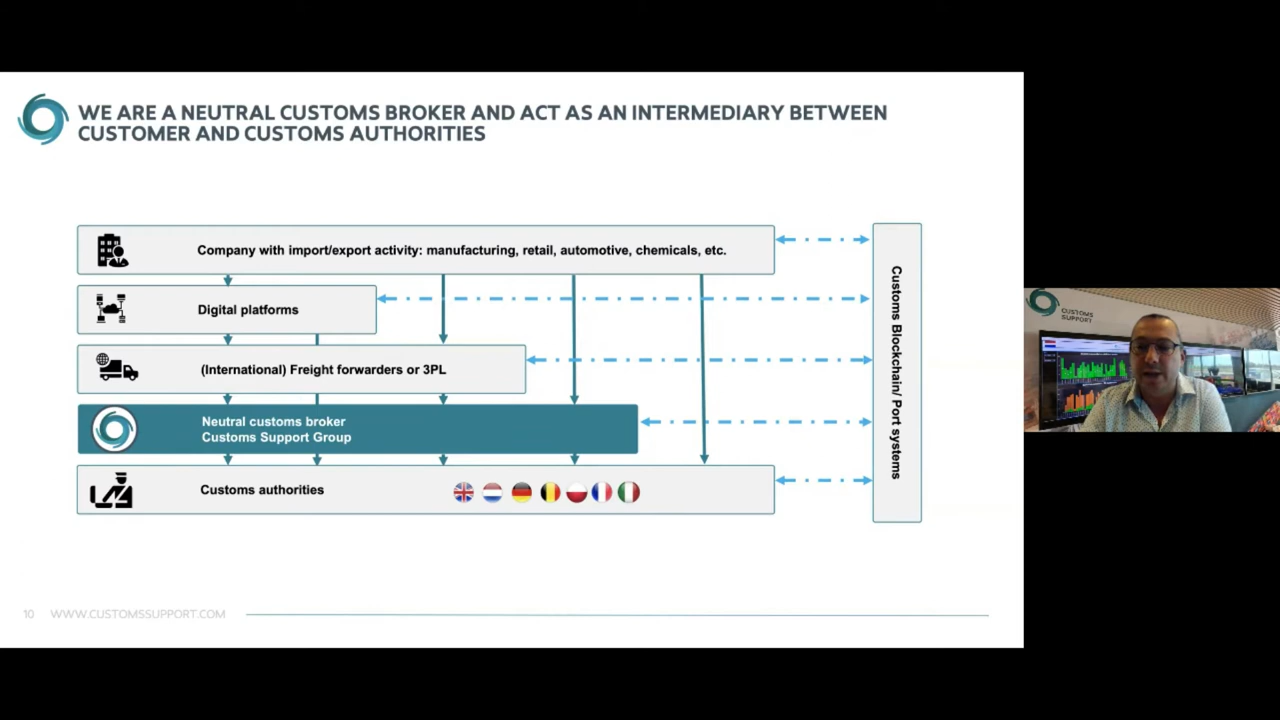 WE ARE A NEUTRAL CUSTOMS BROKER AND ACT AS AN INTERMEDIARY BETWEEN
CUSTOMER AND CUSTOMS AUTHORITIES
Company with import/export activity: manufacturing, retail, automotive, chemicals, etc.
Digital platforms
(International) Freight forwarders or 3PL
Neutral customs broker
Customs Support Group
Customs authorities
Customs Blockchain/ Port systems
CUSTOMS
SUPPORT
10 WWW.CUSTOMSSUPPORT.COM